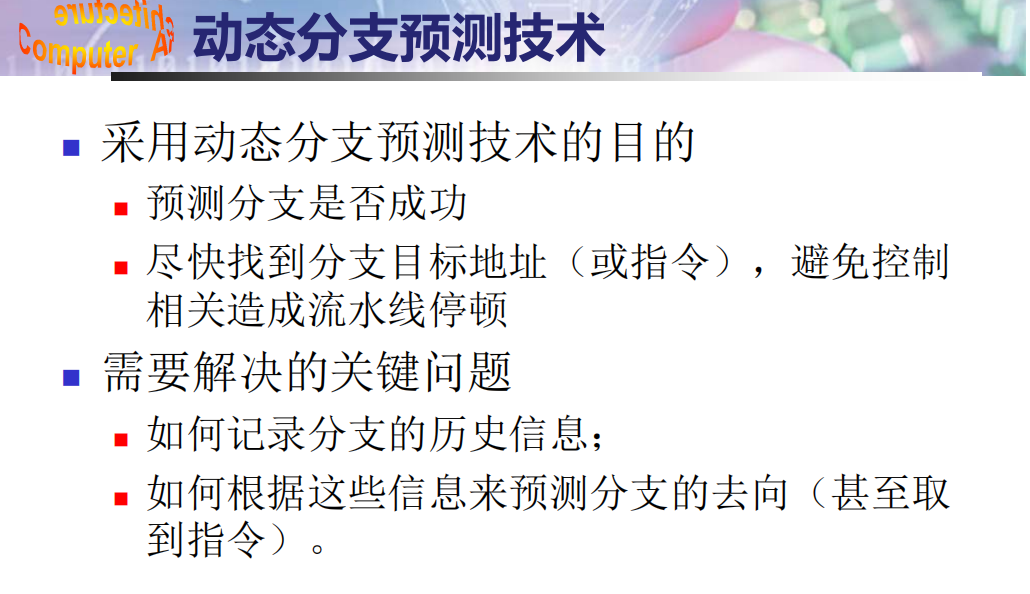 chitecture
Computer Ar
动态分支预测技术
采用动态分支预测技术的目的
预测分支是否成功
尽快找到分支目标地址（或指令），避免控制
相关造成流水线停顿
需要解决的关键问题
如何记录分支的历史信息；
如何根据这些信息来预测分支的去向（甚至取
到指令）。